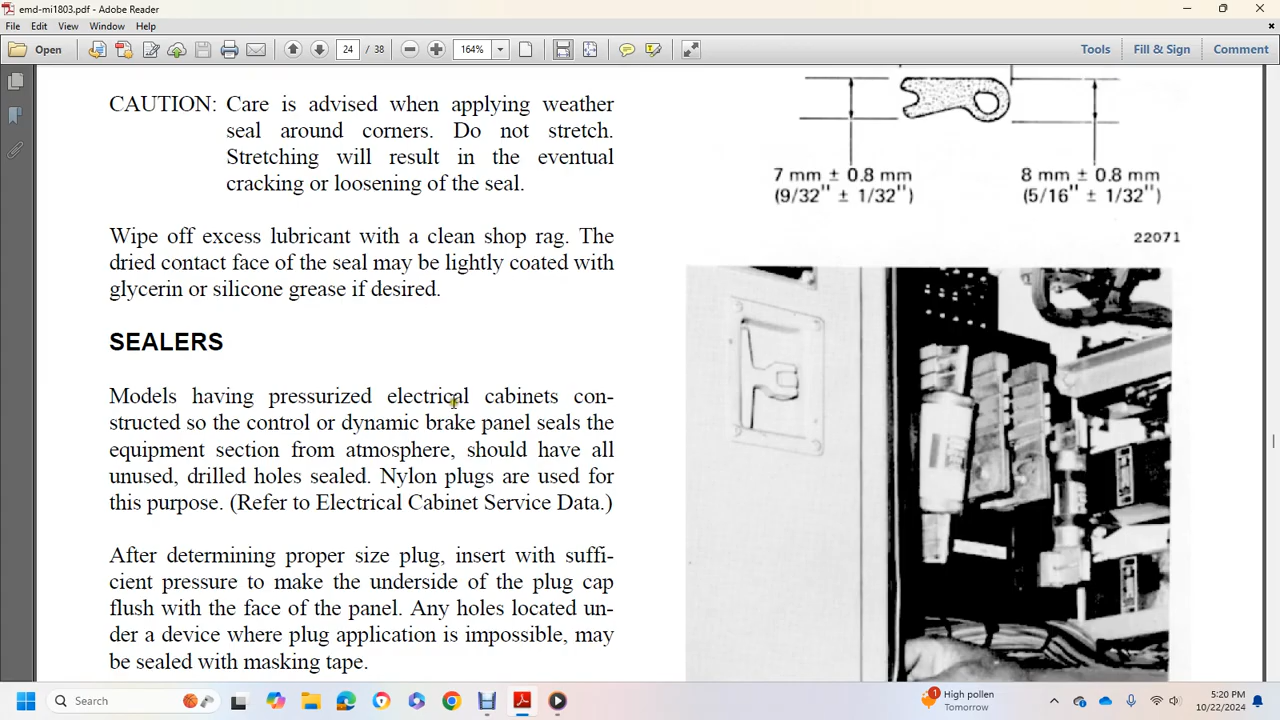 emd-mi1803.pdf - Adobe Reader
File Edit View Window Help
Open 24 / 38 164% Tools Fill & Sign Comment
CAUTION: Care is advised when applying weather
seal around corners. Do not stretch.
Stretching will result in the eventual
cracking or loosening of the seal.
Wipe off excess lubricant with a clean shop rag. The
dried contact face of the seal may be lightly coated with
glycerin or silicone grease if desired.
SEALERS
Models having pressurized electrical cabinets con-
structed so the control or dynamic brake panel seals the
equipment section from atmosphere, should have all
unused, drilled holes sealed. Nylon plugs are used for
this purpose. (Refer to Electrical Cabinet Service Data.)
After determining proper size plug, insert with suffi-
cient pressure to make the underside of the plug cap
flush with the face of the panel. Any holes located un-
der a device where plug application is impossible, may
be sealed with masking tape.
7 mm ± 0.8 mm
(9/32" ± 1/32")
8 mm ± 0.8 mm
(5/16" ± 1/32")
22071
Search
1
High pollen
Tomorrow
5:20 PM
10/22/2024